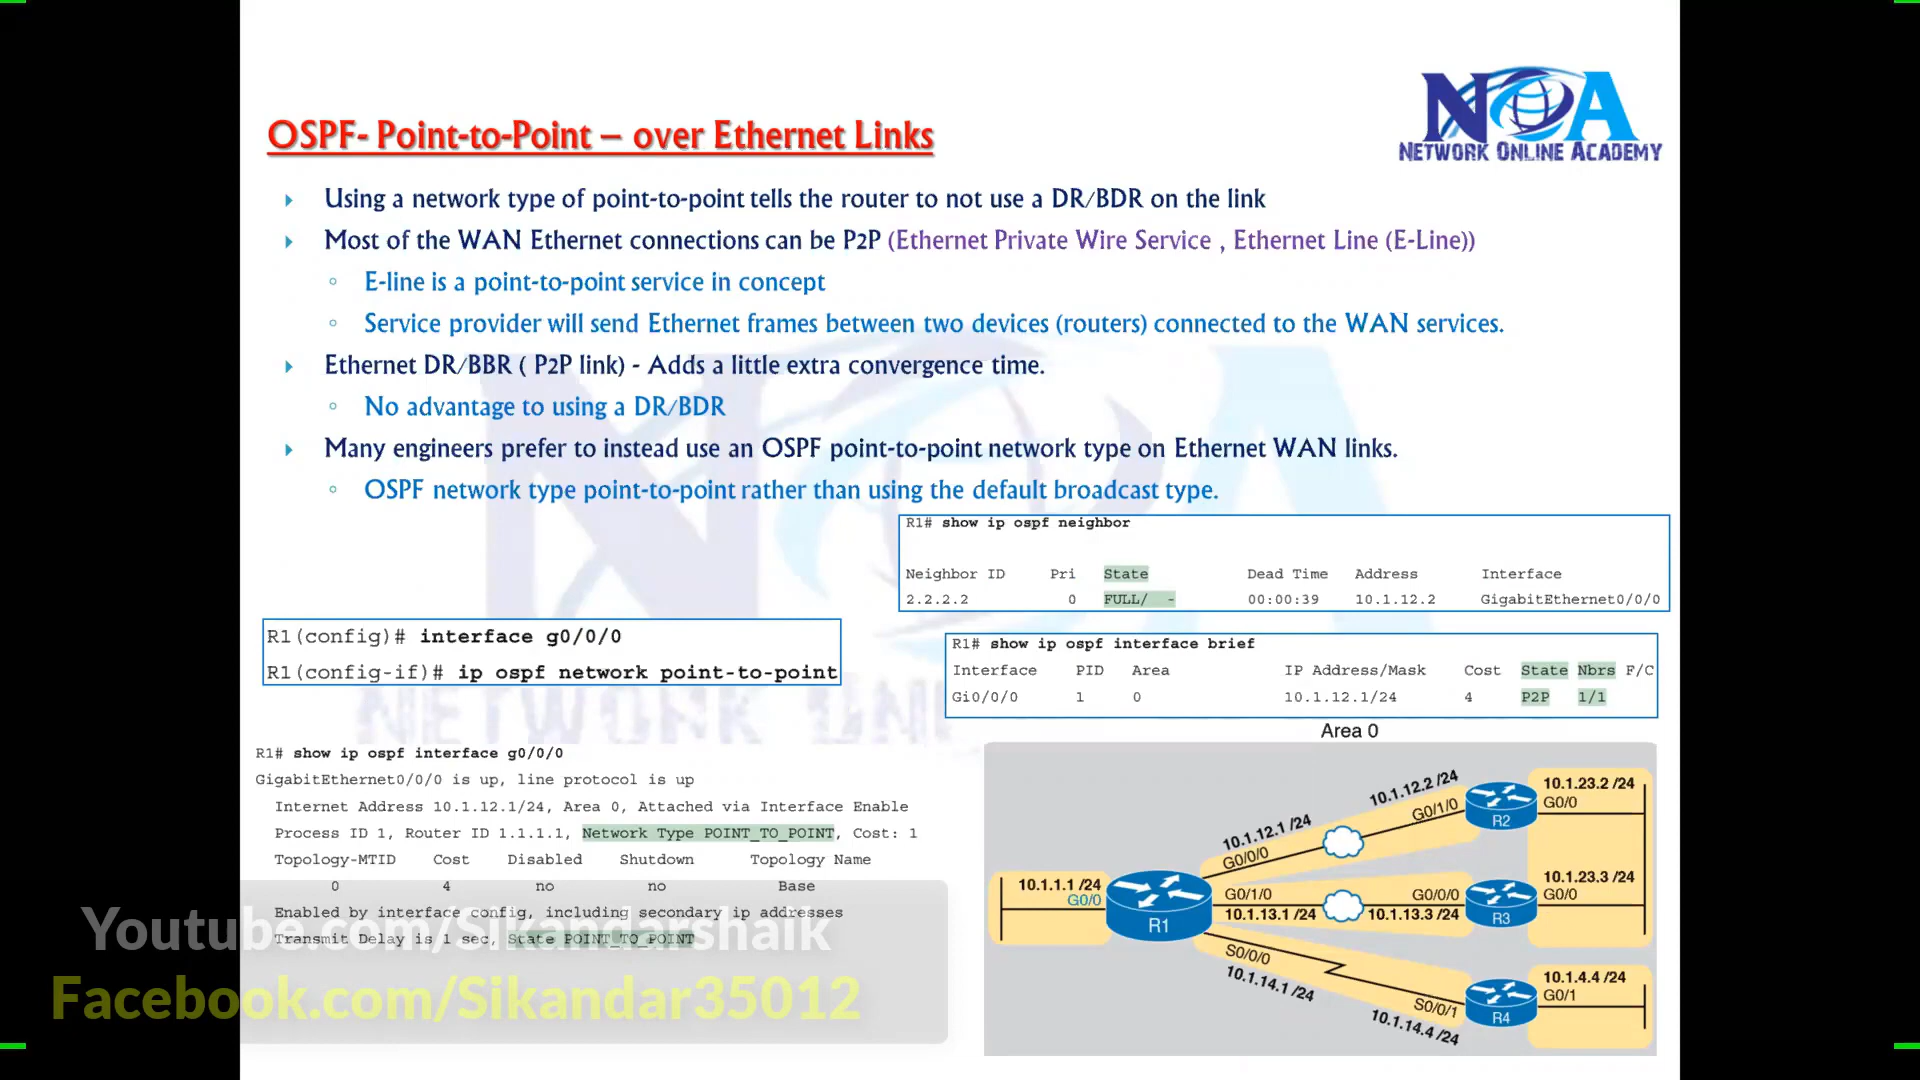 NOA
NETWORK ONLINE ACADEMY
OSPF- Point-to-Point – over Ethernet Links
Using a network type of point-to-point tells the router to not use a DR/BDR on the link
Most of the WAN Ethernet connections can be P2P (Ethernet Private Wire Service , Ethernet Line (E-Line))
E-line is a point-to-point service in concept
Service provider will send Ethernet frames between two devices (routers) connected to the WAN services.
Ethernet DR/BBR ( P2P link) - Adds a little extra convergence time.
No advantage to using a DR/BDR
Many engineers prefer to instead use an OSPF point-to-point network type on Ethernet WAN links.
OSPF network type point-to-point rather than using the default broadcast type.
R1# show ip ospf neighbor
Neighbor ID Pri State Dead Time Address Interface
2.2.2.2 0 FULL/ - 00:00:39 10.1.12.2 GigabitEthernet0/0/0
R1(config)# interface g0/0/0
R1(config-if)# ip ospf network point-to-point
R1# show ip ospf interface brief
Interface PID Area IP Address/Mask Cost State Nbrs F/C
Gi0/0/0 1 0 10.1.12.1/24 4 P2P 1/1
R1# show ip ospf interface g0/0/0
GigabitEthernet0/0/0 is up, line protocol is up
Internet Address 10.1.12.1/24, Area 0, Attached via Interface Enable
Process ID 1, Router ID 1.1.1.1, Network Type POINT_TO_POINT, Cost: 1
Topology-MTID Cost Disabled Shutdown Topology Name
0 4 no no Base
Enabled by interface config, including secondary ip addresses
Transmit Delay is 1 sec, State POINT_TO_POINT
Youtube.com/Sikandarshaik
Facebook.com/Sikandar35012
Area 0
10.1.12.2 /24
G0/1/0
R2
10.1.23.2 /24
G0/0
10.1.12.1 /24
G0/0/0
10.1.1.1 /24
G0/0
R1
G0/1/0
10.1.13.1 /24
G0/0/0
10.1.13.3 /24
R3
10.1.23.3 /24
G0/0
S0/0/0
10.1.14.1 /24
S0/0/1
10.1.14.4 /24
R4
10.1.4.4 /24
G0/1
NETWORK ON